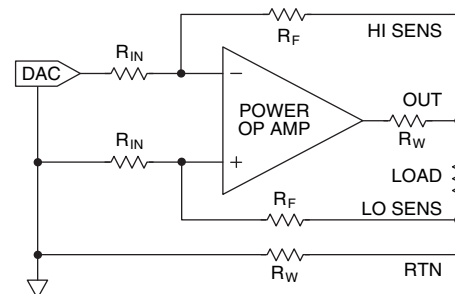 R_F
HI SENS
R_IN
DAC
−
POWER
OP AMP
OUT
R_W
R_IN
+
LOAD
R_F
LO SENS
R_W
RTN